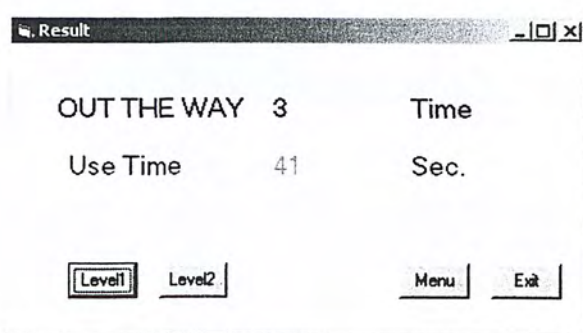 Result
OUT THE WAY 3 Time
Use Time 41 Sec.
Level1 Level2 Menu Exit